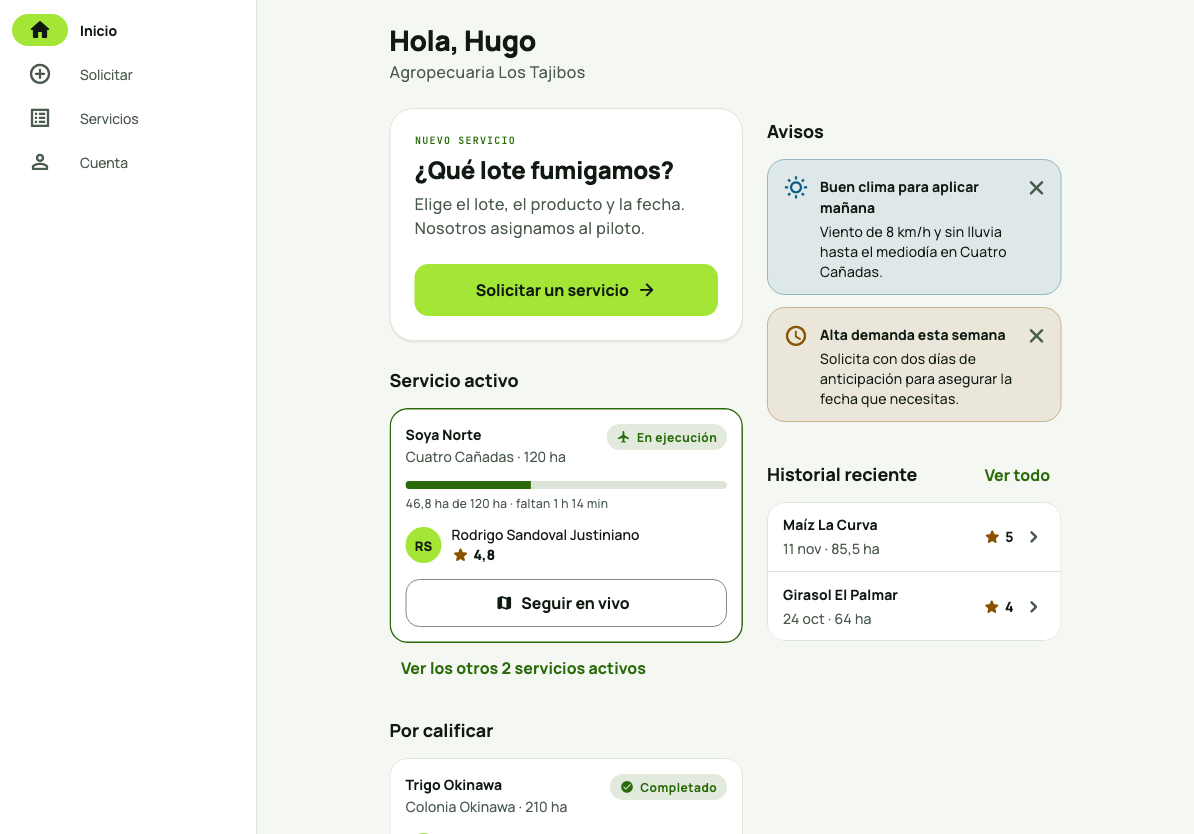 Inicio
Solicitar
Servicios
Cuenta
Hola, Hugo
Agropecuaria Los Tajibos
NUEVO SERVICIO
¿Qué lote fumigamos?
Elige el lote, el producto y la fecha.
Nosotros asignamos al piloto.
Solicitar un servicio
Servicio activo
Soya Norte
En ejecución
Cuatro Cañadas · 120 ha
46,8 ha de 120 ha · faltan 1 h 14 min
RS
Rodrigo Sandoval Justiniano
4,8
Seguir en vivo
Ver los otros 2 servicios activos
Por calificar
Trigo Okinawa
Completado
Colonia Okinawa · 210 ha
Avisos
Buen clima para aplicar
mañana
Viento de 8 km/h y sin lluvia
hasta el mediodía en Cuatro
Cañadas.
Alta demanda esta semana
Solicita con dos días de
anticipación para asegurar la
fecha que necesitas.
Historial reciente
Ver todo
Maíz La Curva
11 nov · 85,5 ha
5
Girasol El Palmar
24 oct · 64 ha
4